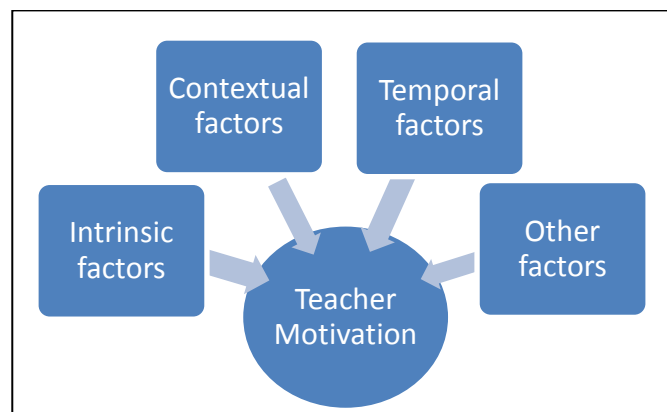 Contextual
factors
Temporal
factors
Intrinsic
factors
Other
factors
Teacher
Motivation